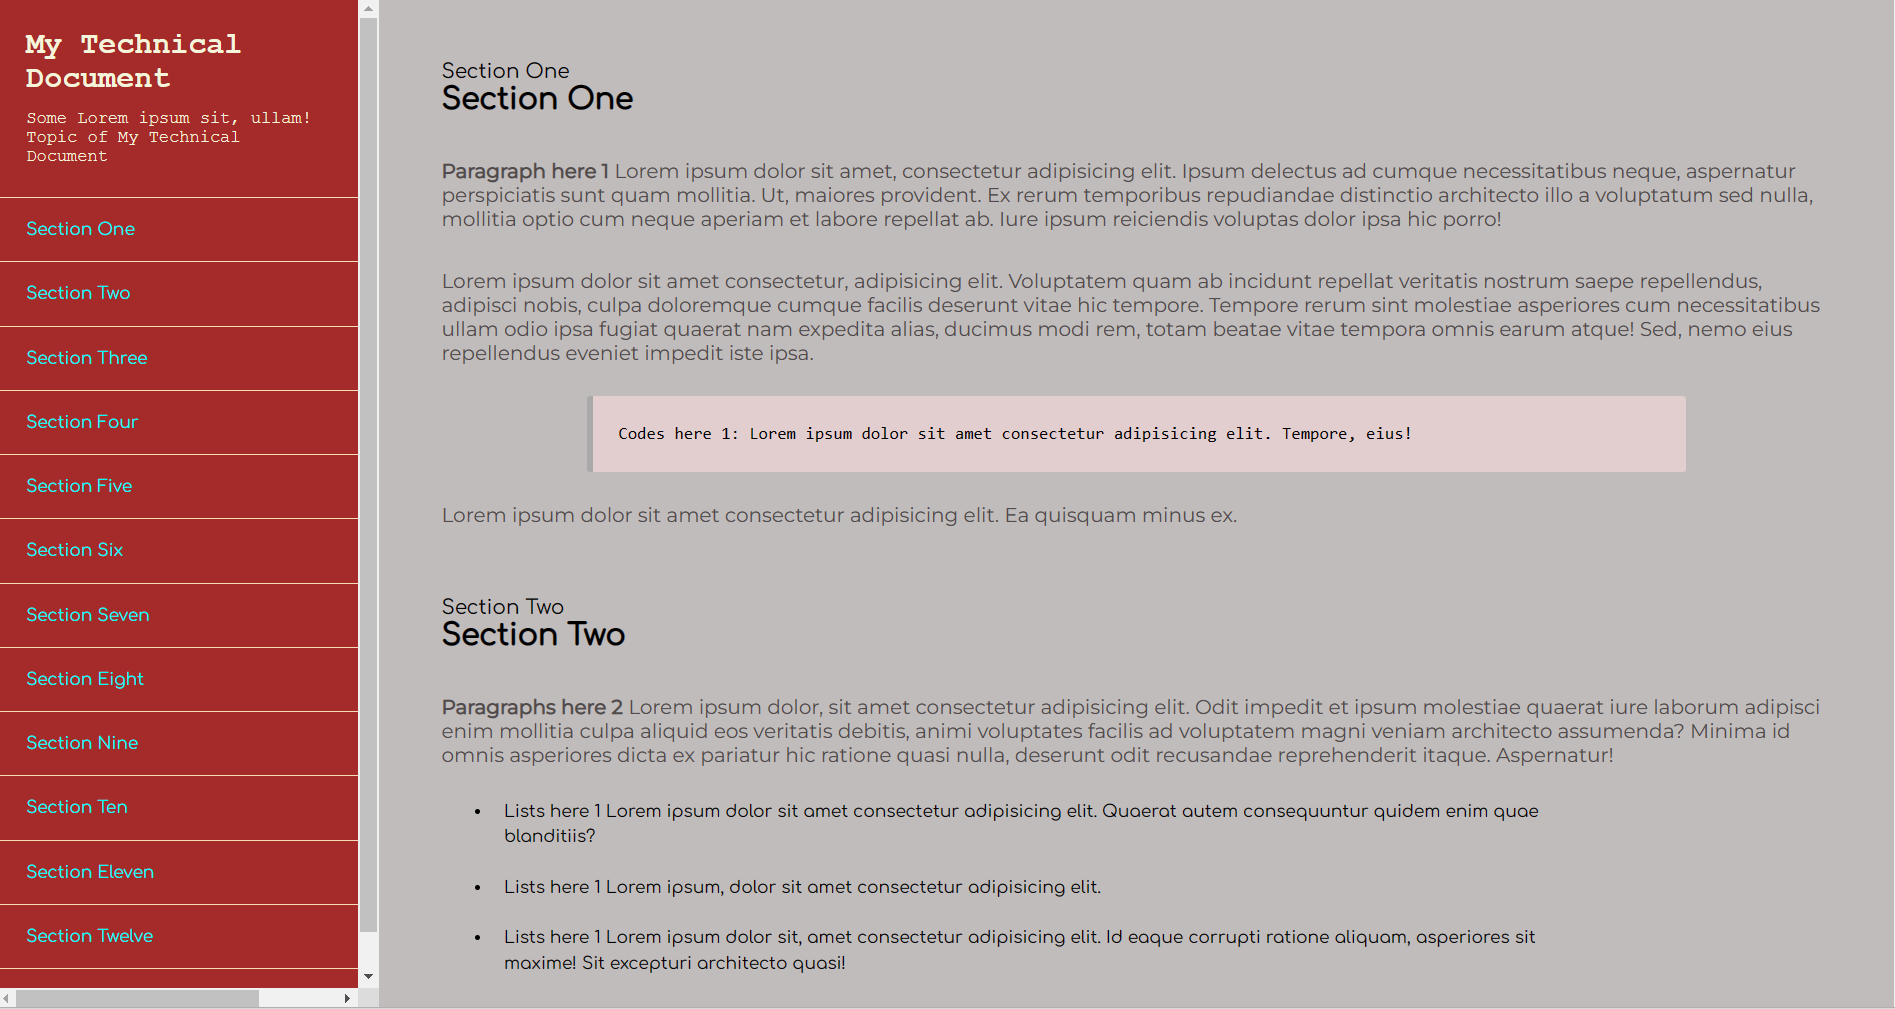 My Technical
Document
Some Lorem ipsum sit, ullam!
Topic of My Technical
Document
Section One
Section Two
Section Three
Section Four
Section Five
Section Six
Section Seven
Section Eight
Section Nine
Section Ten
Section Eleven
Section Twelve
Section One
Section One
Paragraph here 1 Lorem ipsum dolor sit amet, consectetur adipisicing elit. Ipsum delectus ad cumque necessitatibus neque, aspernatur
perspiciatis sunt quam mollitia. Ut, maiores provident. Ex rerum temporibus repudiandae distinctio architecto illo a voluptatum sed nulla,
mollitia optio cum neque aperiam et labore repellat ab. Iure ipsum reiciendis voluptas dolor ipsa hic porro!
Lorem ipsum dolor sit amet consectetur, adipisicing elit. Voluptatem quam ab incidunt repellat veritatis nostrum saepe repellendus,
adipisci nobis, culpa doloremque cumque facilis deserunt vitae hic tempore. Tempore rerum sint molestiae asperiores cum necessitatibus
ullam odio ipsa fugiat quaerat nam expedita alias, ducimus modi rem, totam beatae vitae tempora omnis earum atque! Sed, nemo eius
repellendus eveniet impedit iste ipsa.
Codes here 1: Lorem ipsum dolor sit amet consectetur adipisicing elit. Tempore, eius!
Lorem ipsum dolor sit amet consectetur adipisicing elit. Ea quisquam minus ex.
Section Two
Section Two
Paragraphs here 2 Lorem ipsum dolor, sit amet consectetur adipisicing elit. Odit impedit et ipsum molestiae quaerat iure laborum adipisci
enim mollitia culpa aliquid eos veritatis debitis, animi voluptates facilis ad voluptatem magni veniam architecto assumenda? Minima id
omnis asperiores dicta ex pariatur hic ratione quasi nulla, deserunt odit recusandae reprehenderit itaque. Aspernatur!
• Lists here 1 Lorem ipsum dolor sit amet consectetur adipisicing elit. Quaerat autem consequuntur quidem enim quae
blanditiis?
• Lists here 1 Lorem ipsum, dolor sit amet consectetur adipisicing elit.
• Lists here 1 Lorem ipsum dolor sit, amet consectetur adipisicing elit. Id eaque corrupti ratione aliquam, asperiores sit
maxime! Sit excepturi architecto quasi!